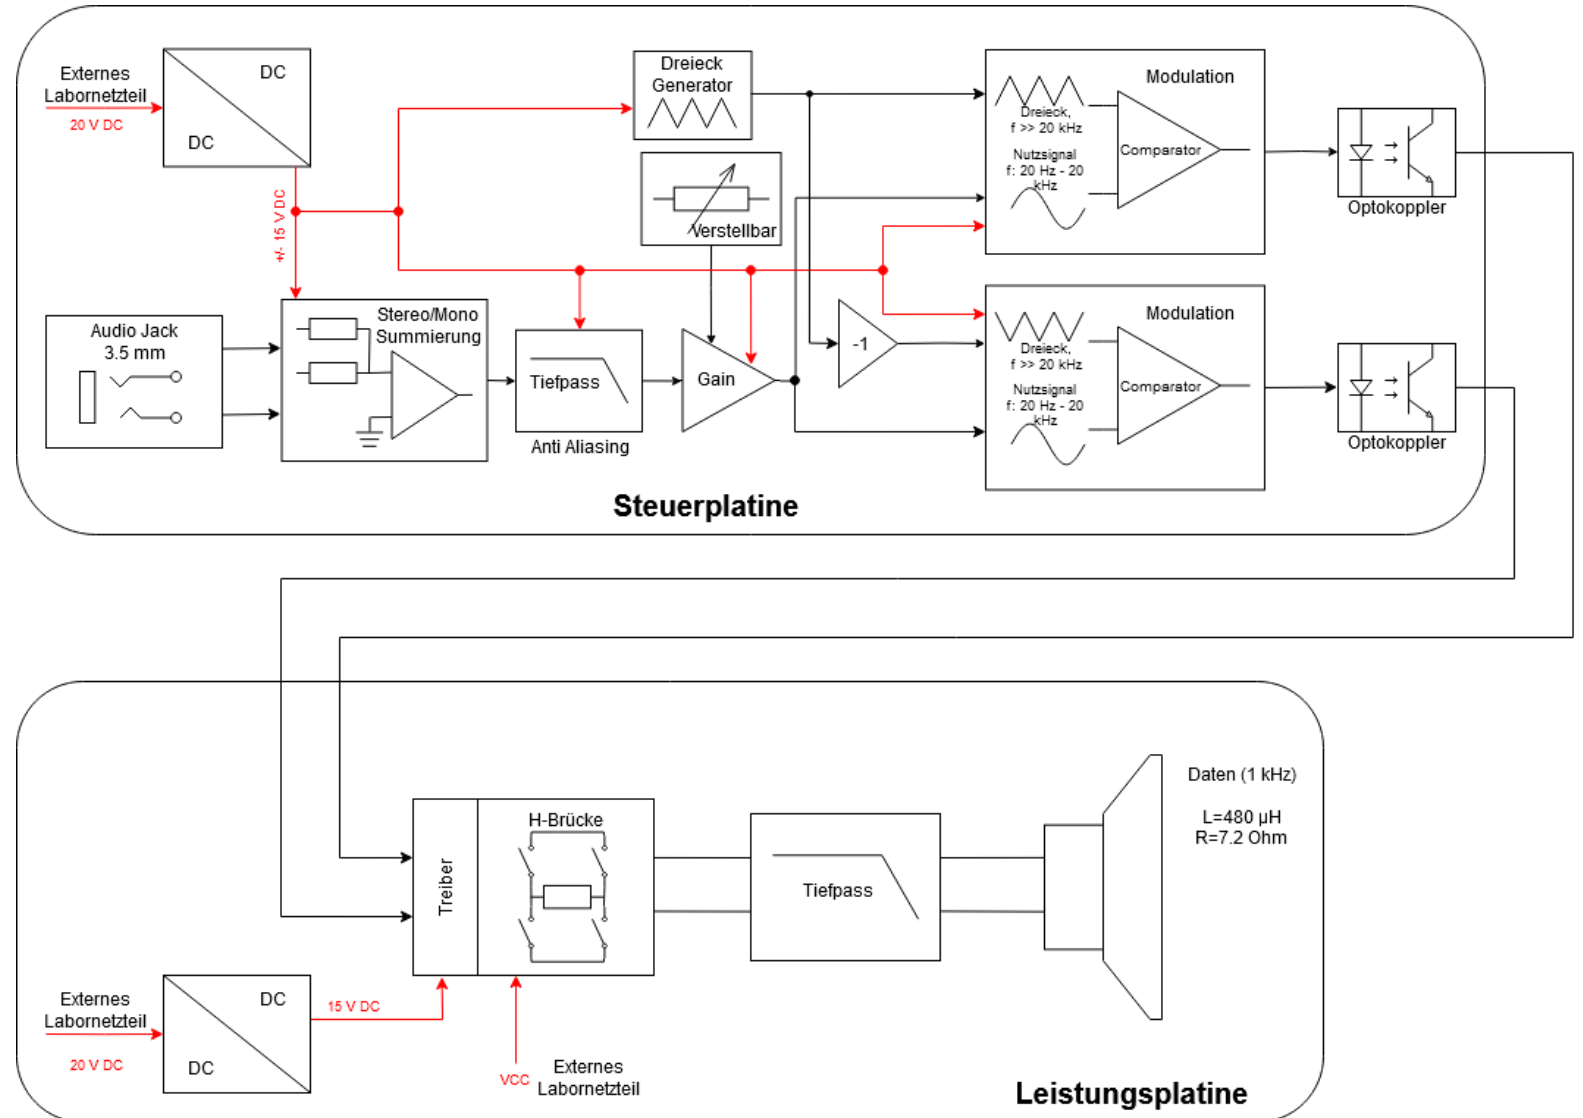 Externes
Labornetzteil
20 V DC
DC
DC
+/- 15 V DC
Dreieck
Generator
Verstellbar
Audio Jack
3.5 mm
Stereo/Mono
Summierung
Tiefpass
Anti Aliasing
Gain
-1
Modulation
Dreieck,
f >> 20 kHz
Nutzsignal
f: 20 Hz - 20
kHz
Comparator
Optokoppler
Modulation
Dreieck,
f >> 20 kHz
Nutzsignal
f: 20 Hz - 20
kHz
Comparator
Optokoppler
Steuerplatine
Treiber
H-Brücke
Tiefpass
Daten (1 kHz)
L=480 µH
R=7.2 Ohm
Externes
Labornetzteil
20 V DC
DC
DC
15 V DC
VCC
Externes
Labornetzteil
Leistungsplatine